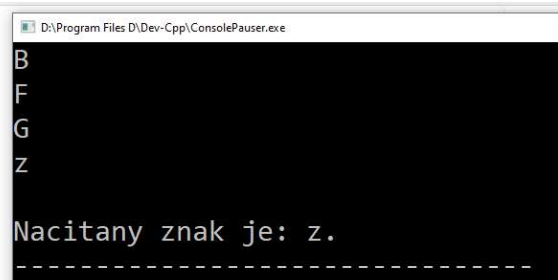 D:\Program Files D\Dev-Cpp\ConsolePauser.exe
B
F
G
z
Nacitany znak je: z.
--------------------------------